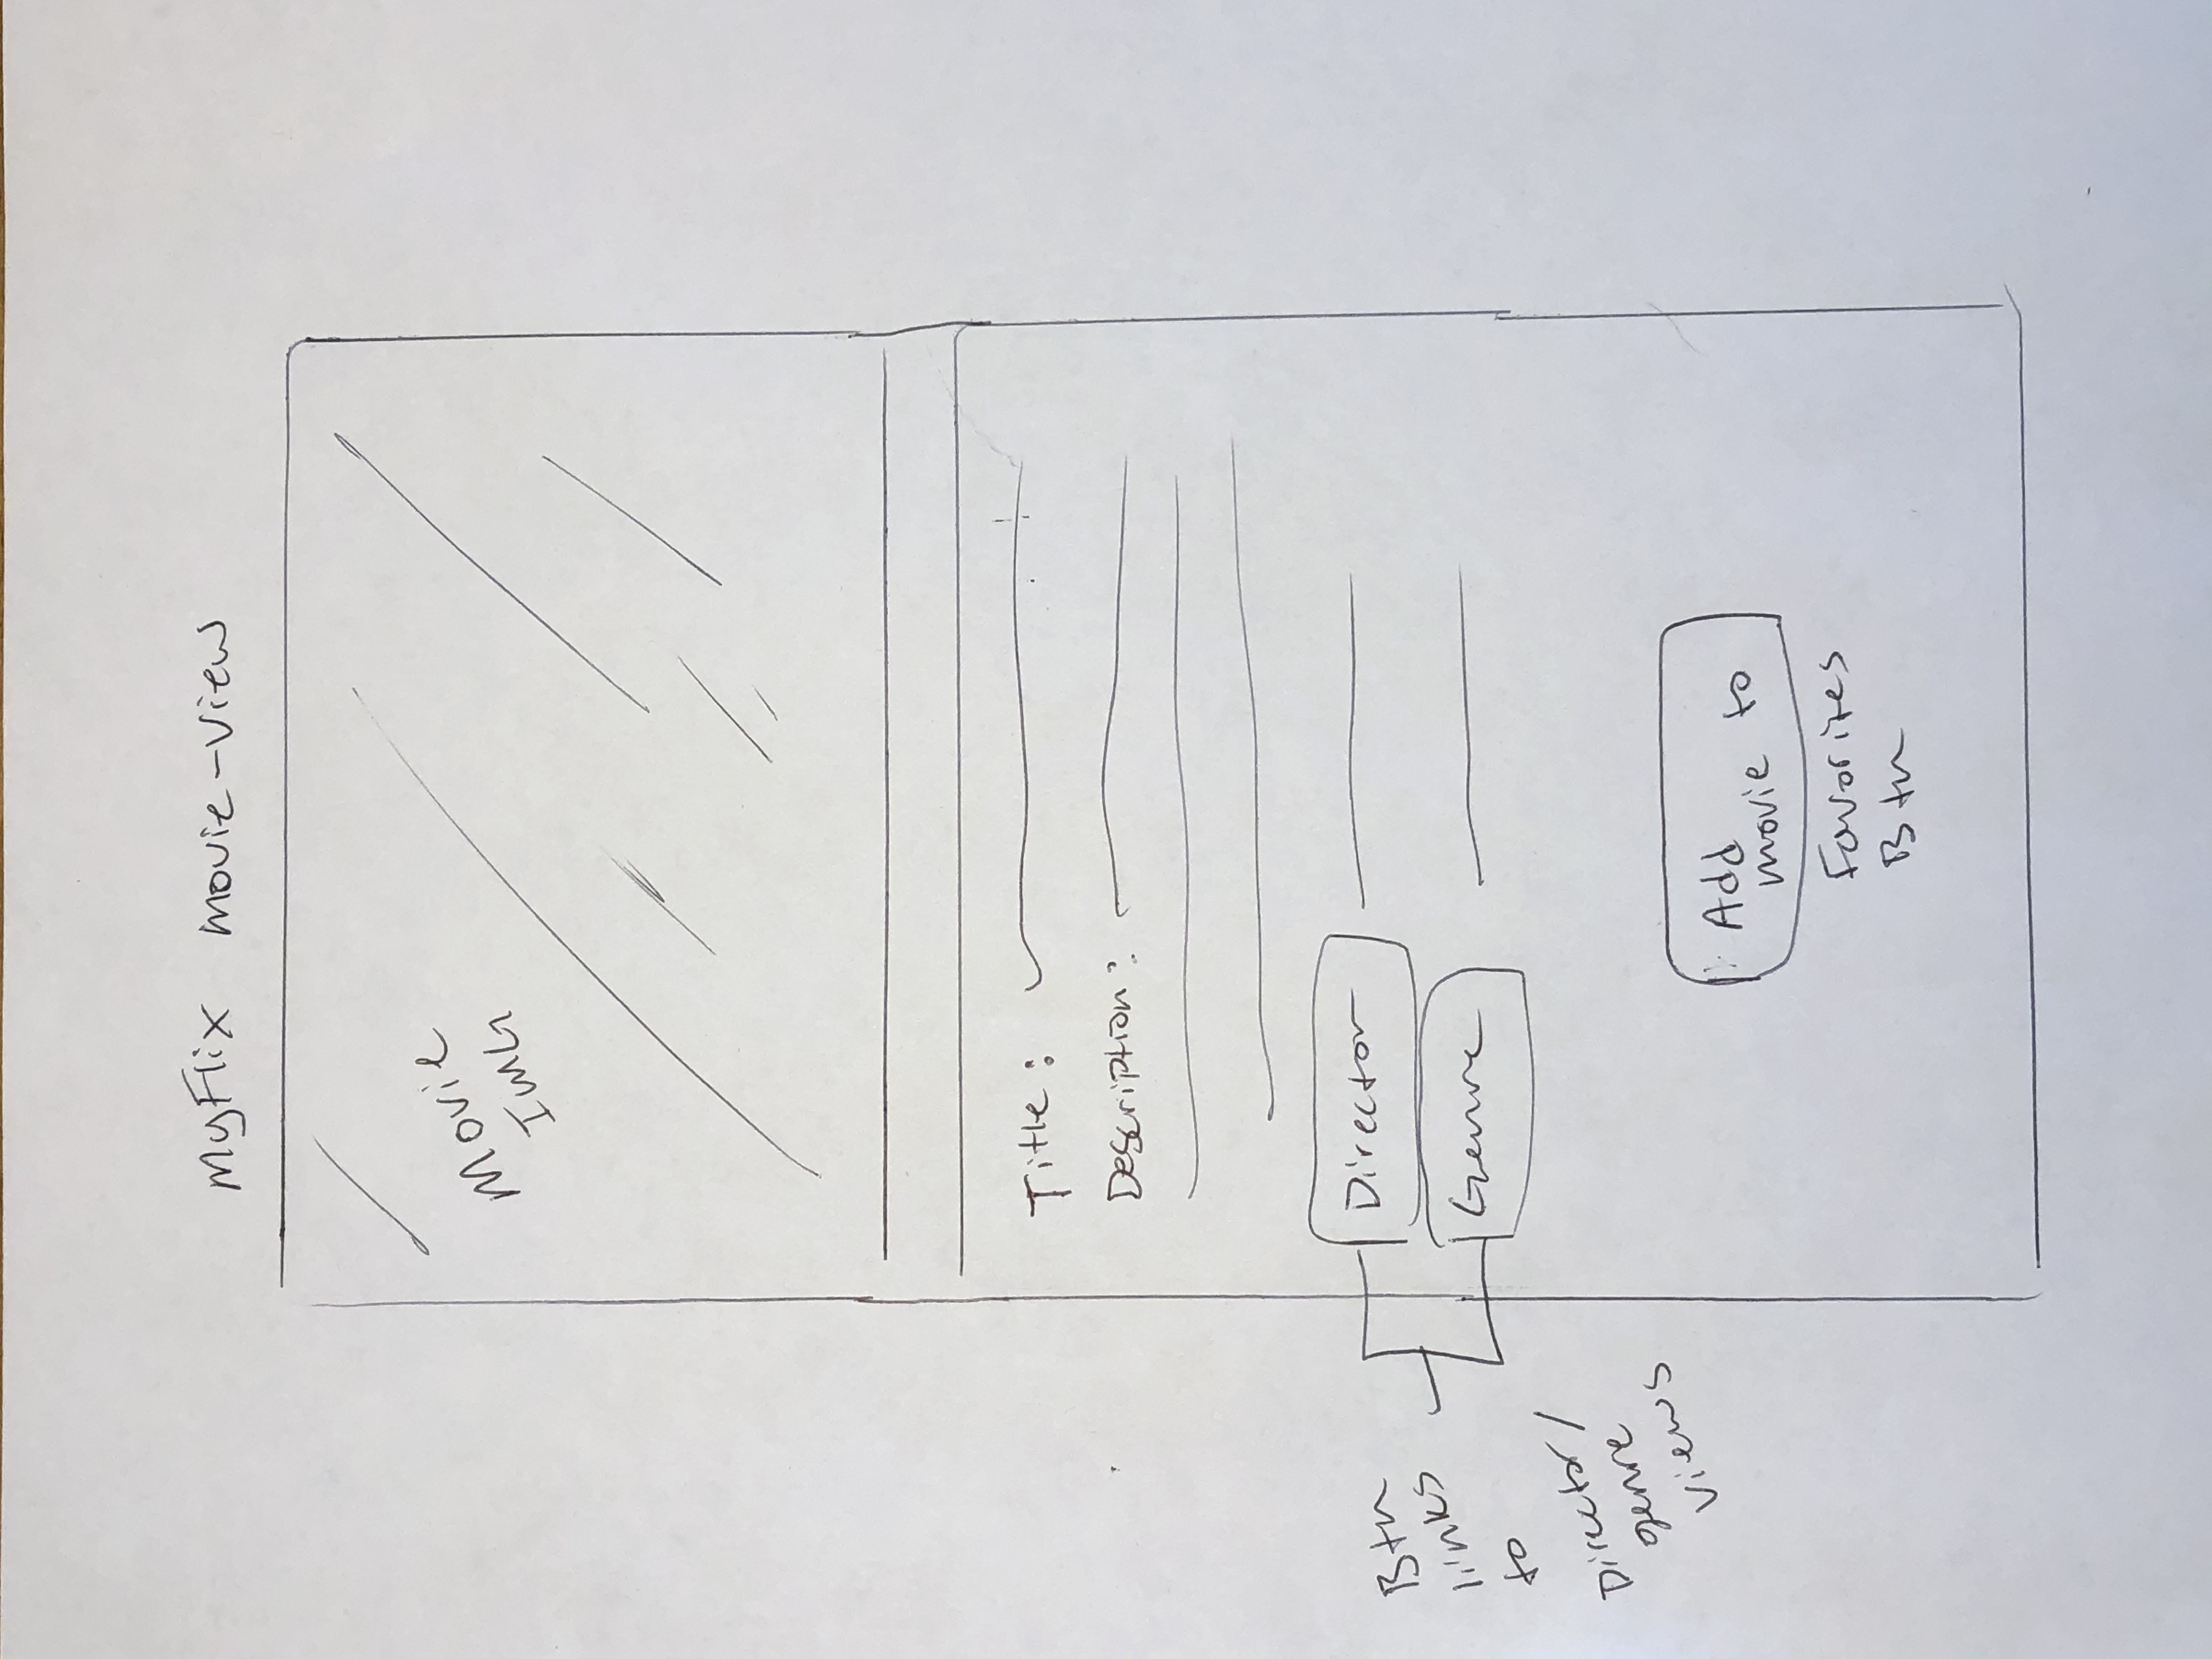 MyFlix movie-view
Movie
IMG
Title:
Description:
Director
Genre
Btn
links
to
Director/
genre
views
Add
movie to
Favorites
Btn